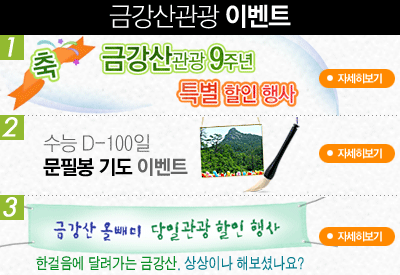 금강산관광 이벤트
1
축 금강산관광 9주년
특별 할인 행사
자세히보기
2
수능 D-100일
문필봉 기도 이벤트
자세히보기
3
금강산 올빼미 당일관광 할인 행사
자세히보기
한걸음에 달려가는 금강산, 상상이나 해보셨나요?